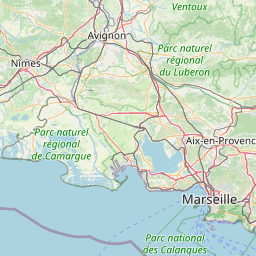 Ventoux
Avignon
Parc naturel
régional
du Luberon
Nîmes
Parc naturel
régional
de Camargue
Aix-en-Provenc
Marseille
Parc national
des Calanques